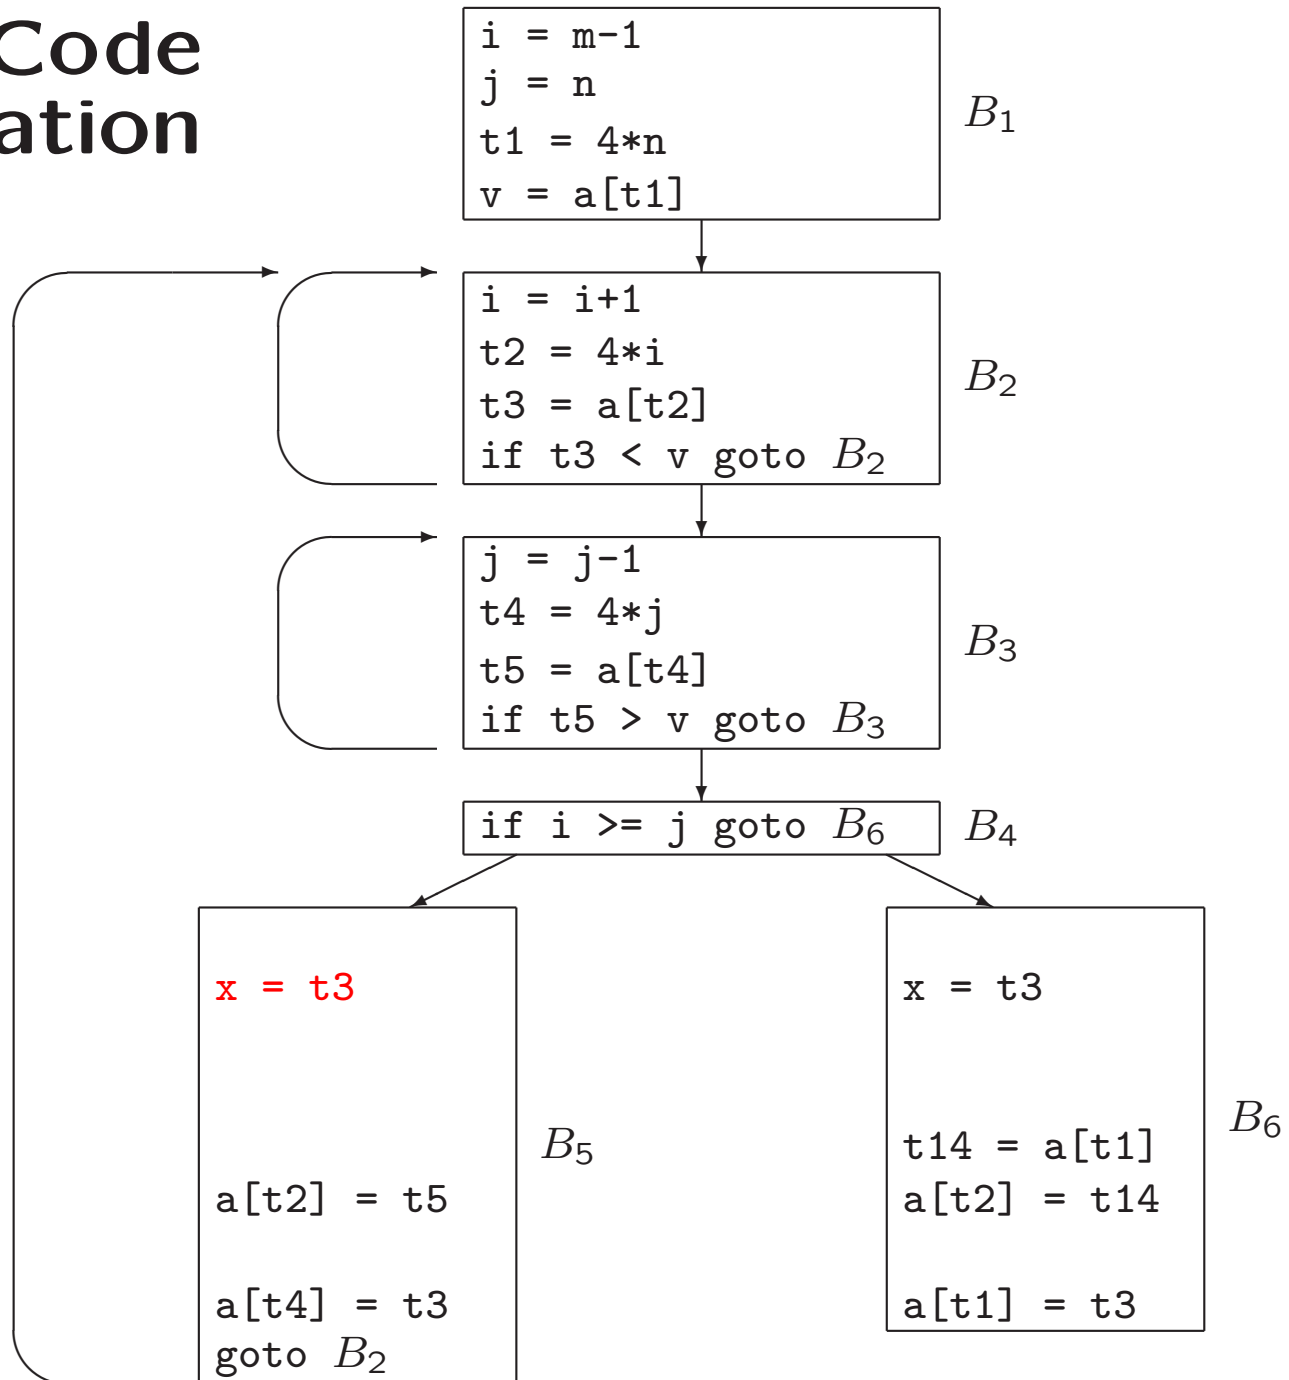 Code
ation
i = m-1
j = n
t1 = 4*n
v = a[t1]
B₁
i = i+1
t2 = 4*i
t3 = a[t2]
if t3 < v goto B₂
B₂
j = j-1
t4 = 4*j
t5 = a[t4]
if t5 > v goto B₃
B₃
if i >= j goto B₆
B₄
x = t3
a[t2] = t5
a[t4] = t3
goto B₂
B₅
x = t3
t14 = a[t1]
a[t2] = t14
a[t1] = t3
B₆